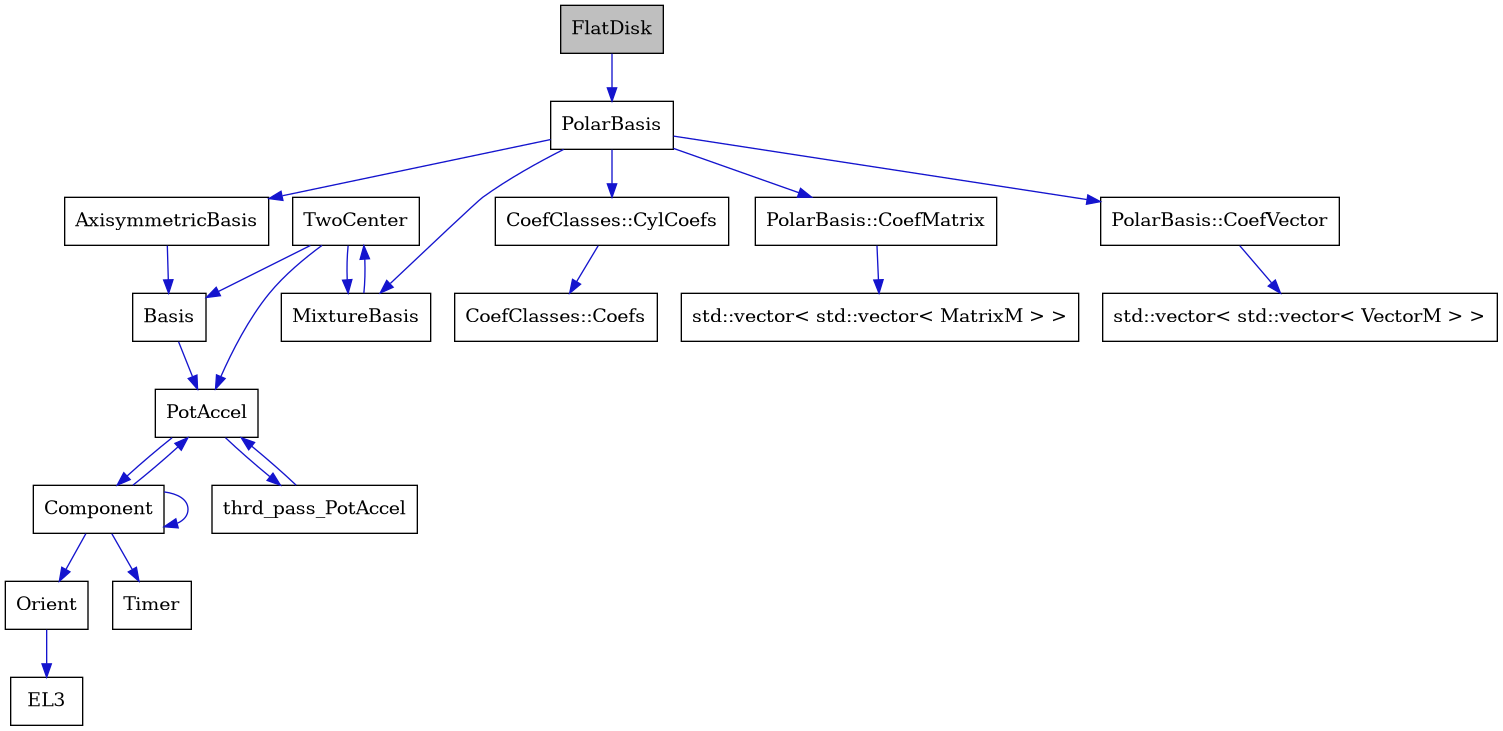 FlatDisk
PolarBasis
AxisymmetricBasis
TwoCenter
CoefClasses::CylCoefs
PolarBasis::CoefMatrix
PolarBasis::CoefVector
Basis
MixtureBasis
CoefClasses::Coefs
std::vector< std::vector< MatrixM > >
std::vector< std::vector< VectorM > >
PotAccel
Component
thrd_pass_PotAccel
Orient
Timer
EL3